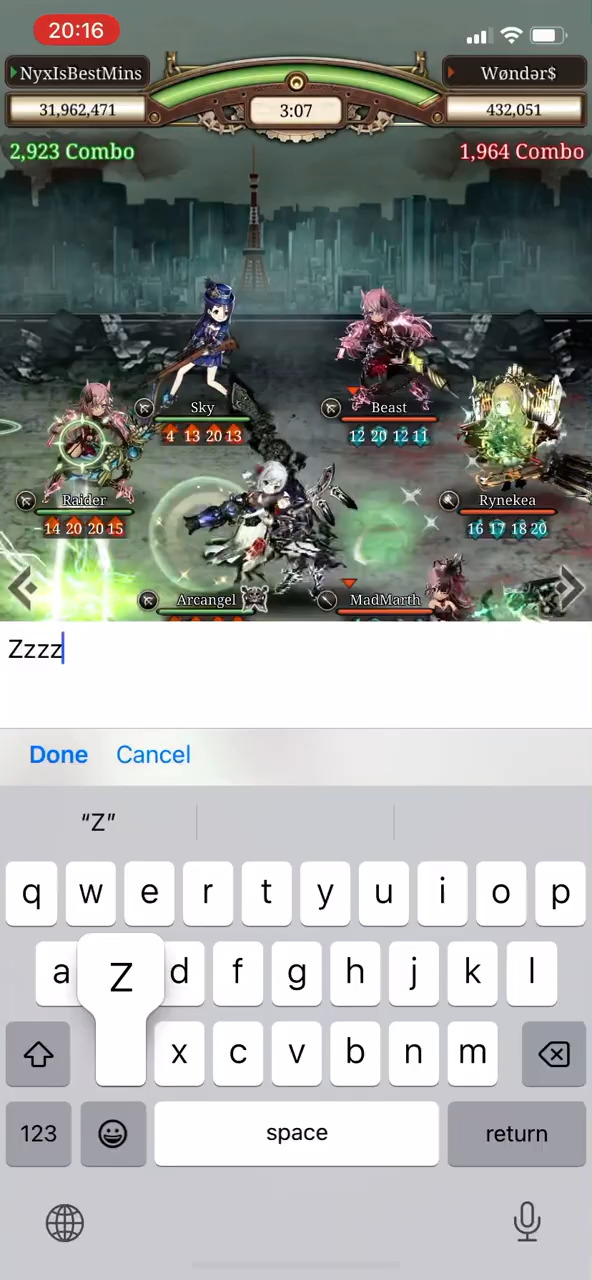 20:16
NyxIsBestMins
Wøndər$
31,962,471
3:07
432,051
2,923 Combo
1,964 Combo
Sky
4 13 20 13
Beast
12 20 12 11
Raider
-14 20 20 15
Rynekea
16 17 18 20
Arcangel
MadMarth
Zzzz
Done Cancel
“Z”
q w e r t y u i o p
a Z d f g h j k l
x c v b n m
123 space return